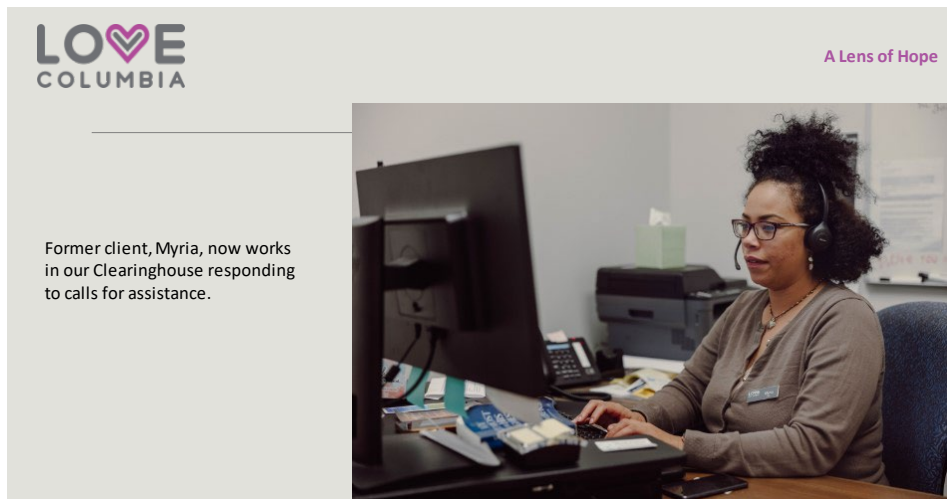 LOVE
COLUMBIA
A Lens of Hope
Former client, Myria, now works
in our Clearinghouse responding
to calls for assistance.